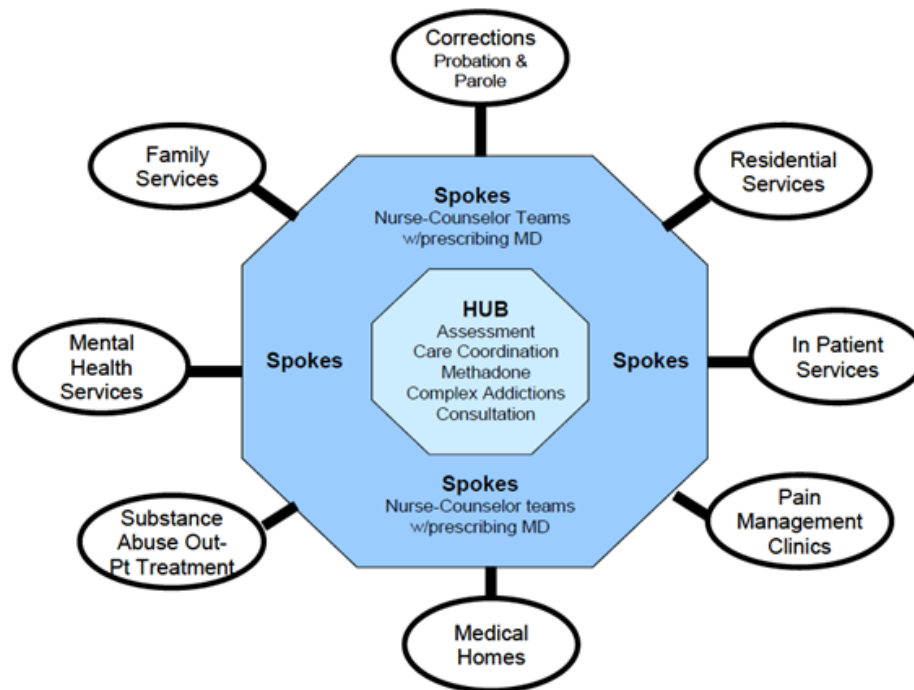 Corrections
Probation &
Parole
Family
Services
Residential
Services
Spokes
Nurse-Counselor Teams
w/prescribing MD
HUB
Assessment
Care Coordination
Methadone
Complex Addictions
Consultation
Mental
Health
Services
Spokes
Spokes
In Patient
Services
Spokes
Nurse-Counselor teams
w/prescribing MD
Substance
Abuse Out-
Pt Treatment
Pain
Management
Clinics
Medical
Homes